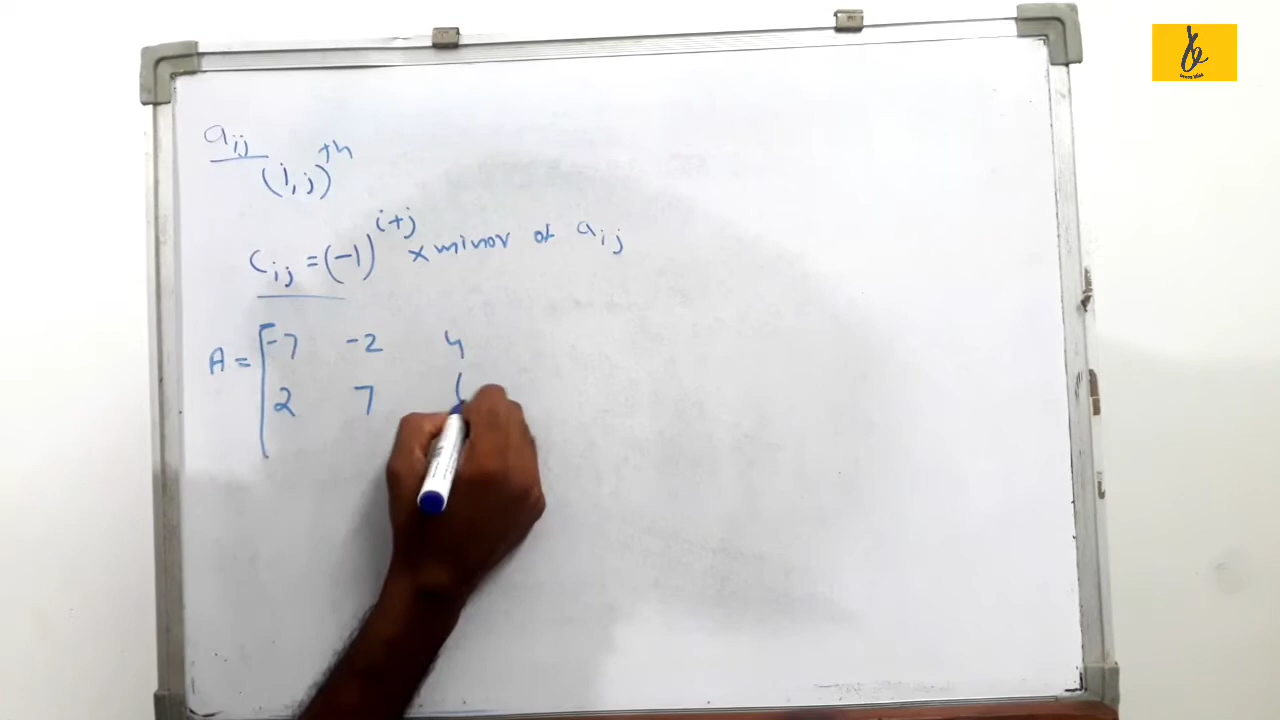 aij
(i,j)th
Cij = (-1)i+j × minor of aij
A = [-7 -2 4
2 7